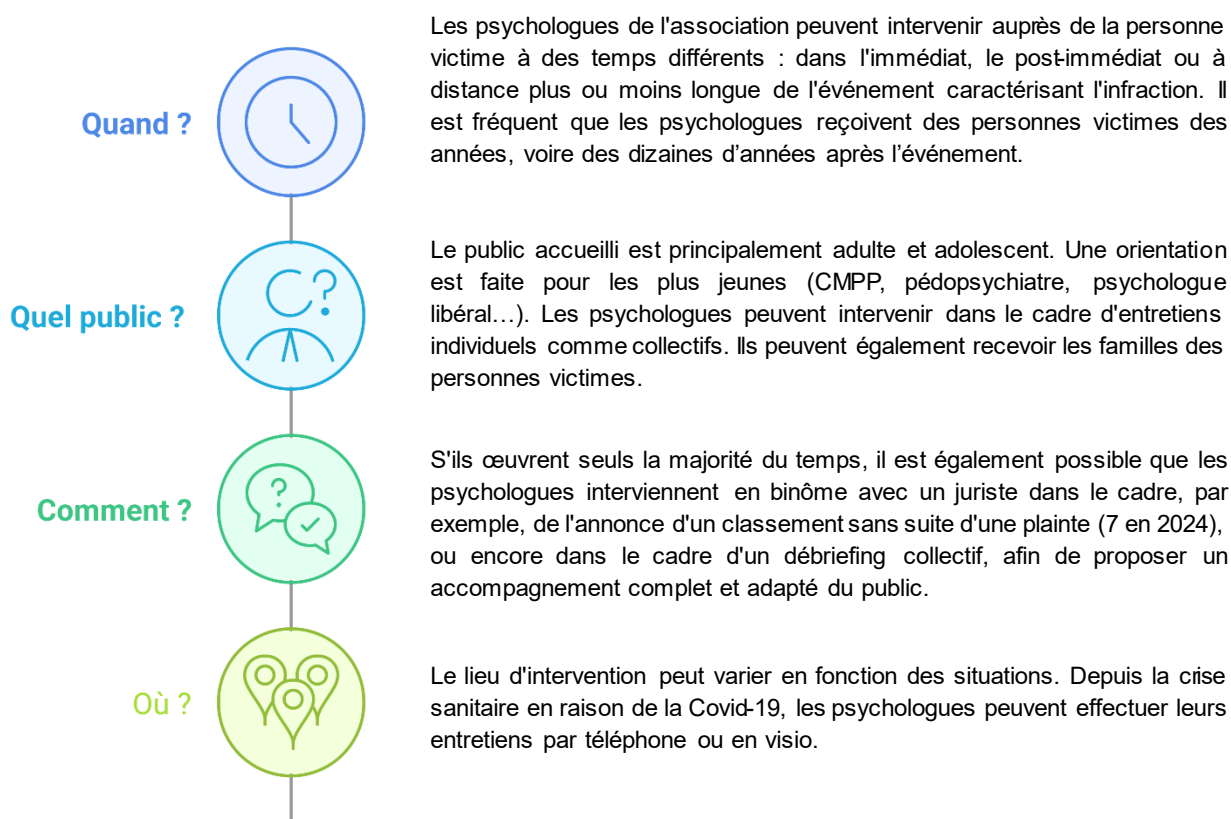 Quand ?
Les psychologues de l'association peuvent intervenir auprès de la personne
victime à des temps différents : dans l'immédiat, le post-immédiat ou à
distance plus ou moins longue de l'événement caractérisant l'infraction. Il
est fréquent que les psychologues reçoivent des personnes victimes des
années, voire des dizaines d’années après l’événement.
Quel public ?
Le public accueilli est principalement adulte et adolescent. Une orientation
est faite pour les plus jeunes (CMPP, pédopsychiatre, psychologue
libéral…). Les psychologues peuvent intervenir dans le cadre d'entretiens
individuels comme collectifs. Ils peuvent également recevoir les familles des
personnes victimes.
Comment ?
S'ils œuvrent seuls la majorité du temps, il est également possible que les
psychologues interviennent en binôme avec un juriste dans le cadre, par
exemple, de l'annonce d'un classement sans suite d'une plainte (7 en 2024),
ou encore dans le cadre d'un débriefing collectif, afin de proposer un
accompagnement complet et adapté du public.
Où ?
Le lieu d'intervention peut varier en fonction des situations. Depuis la crise
sanitaire en raison de la Covid-19, les psychologues peuvent effectuer leurs
entretiens par téléphone ou en visio.